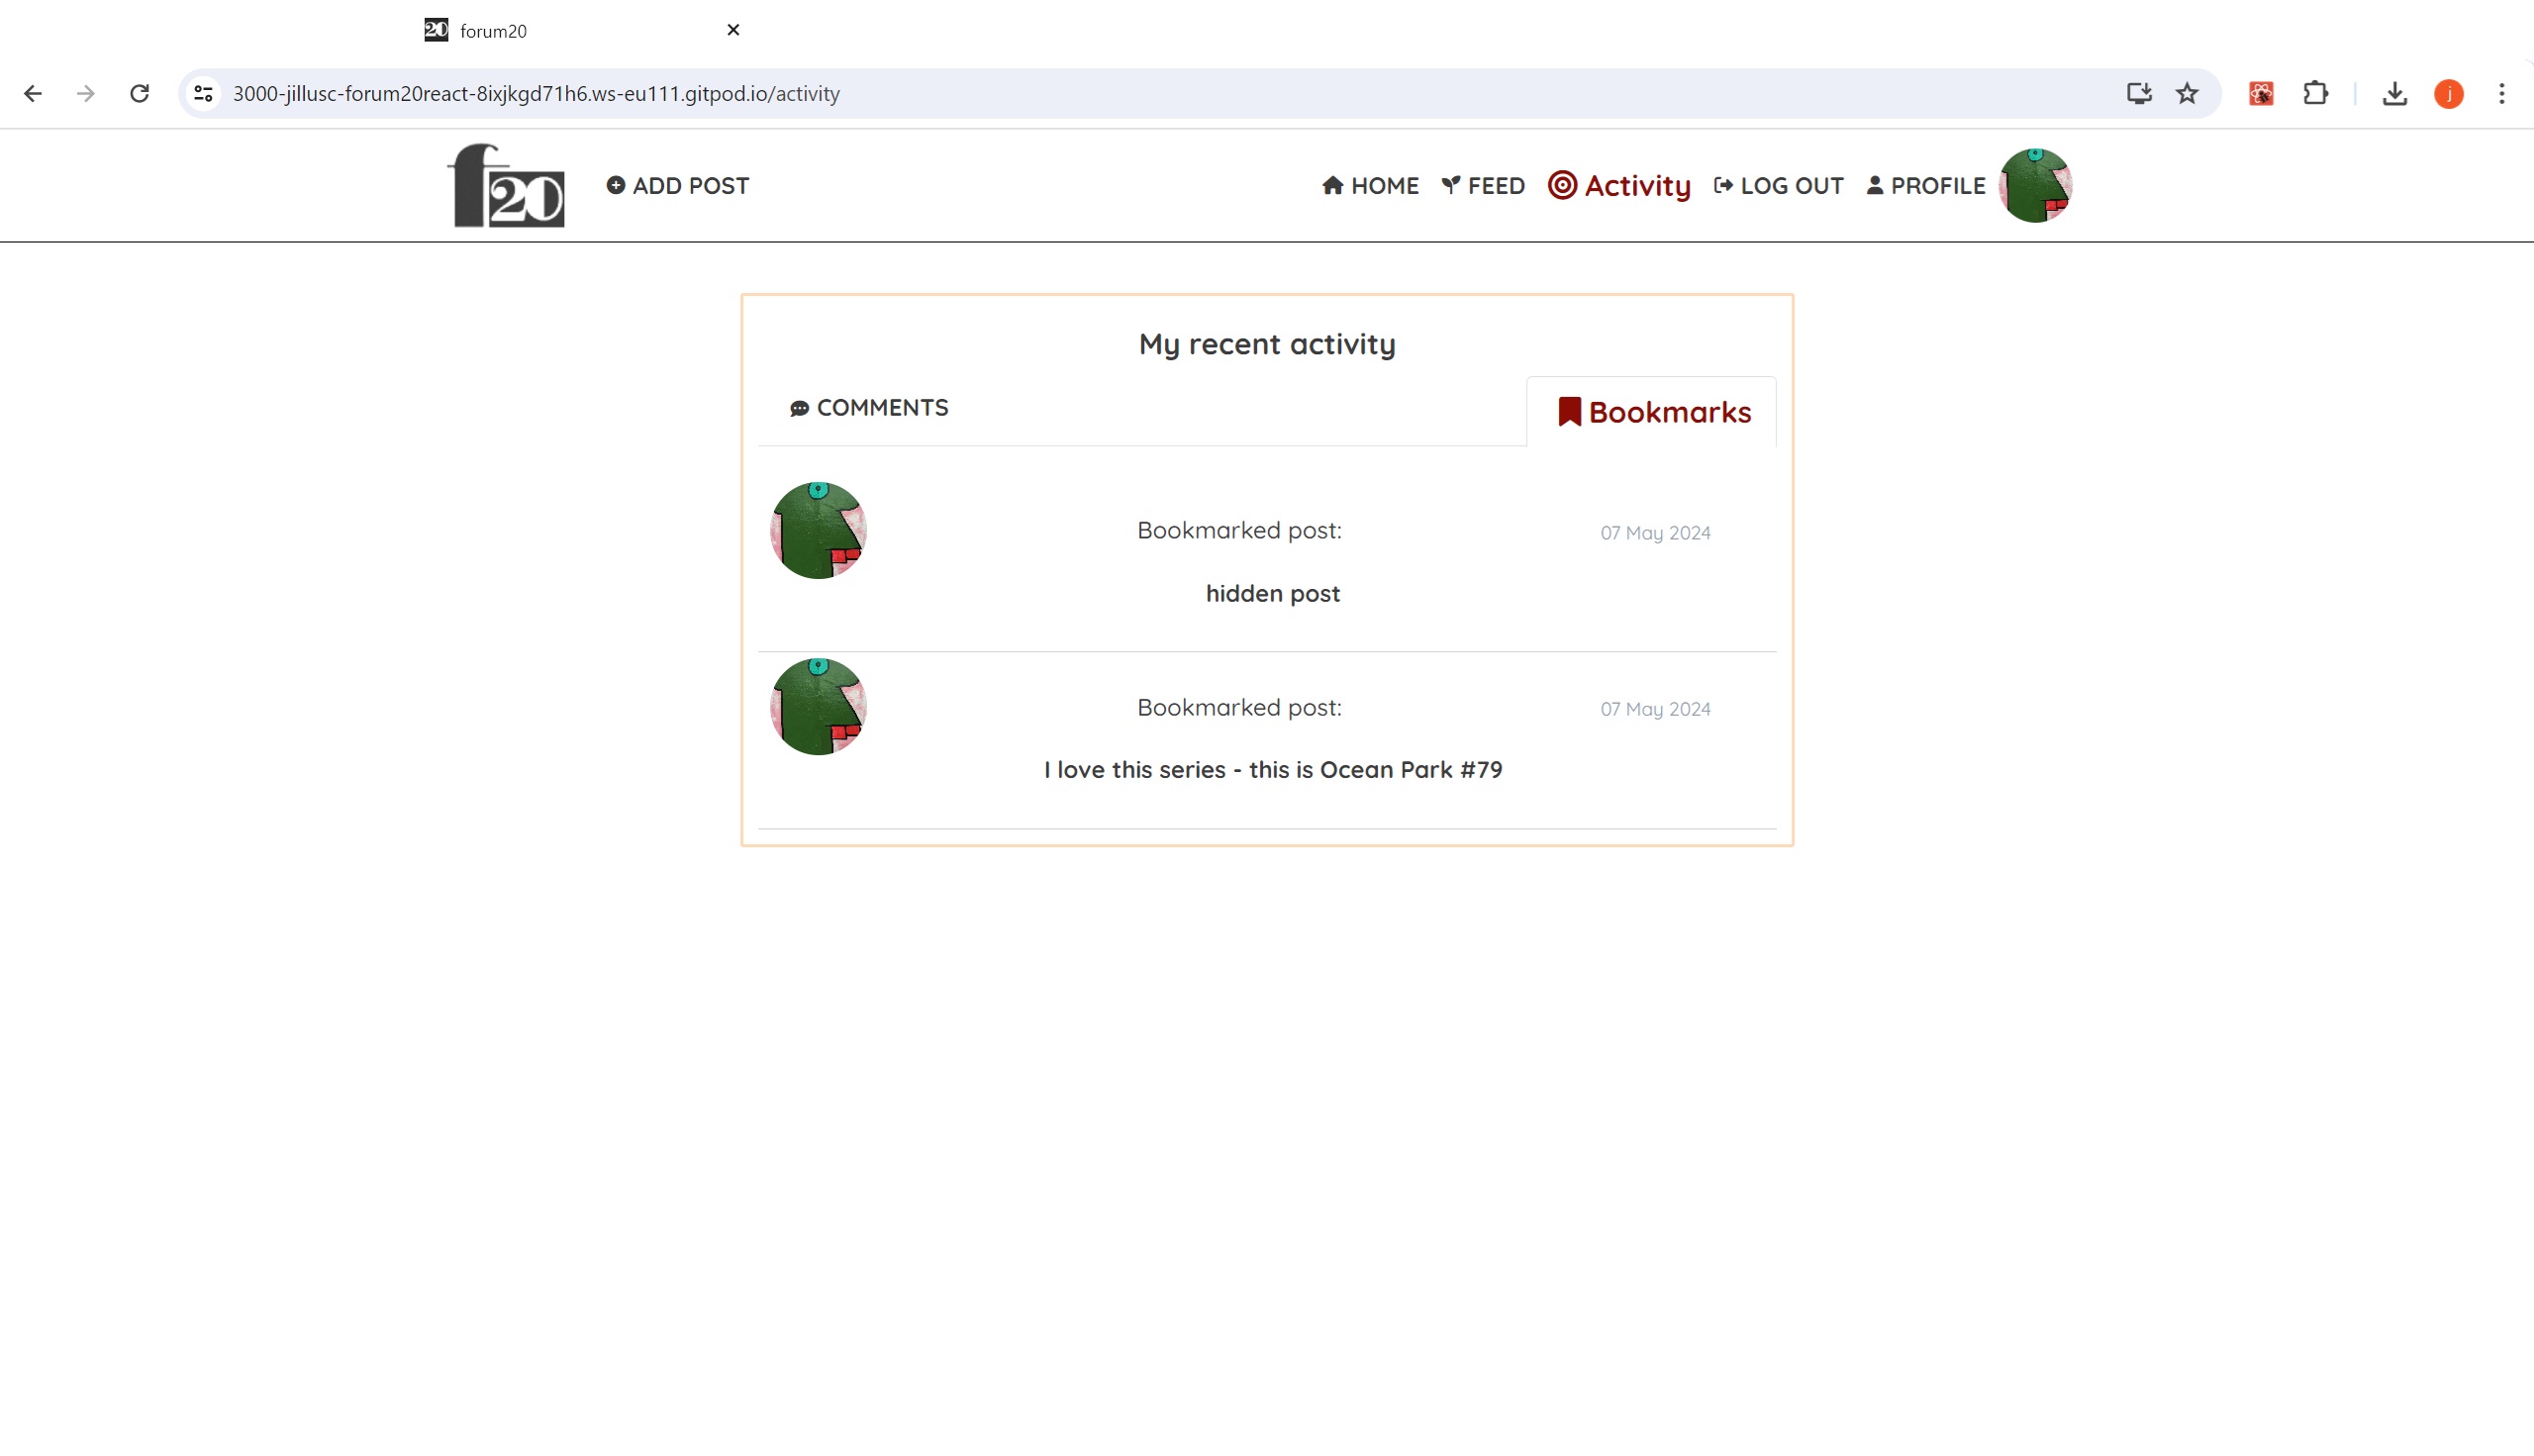 20 forum20
3000-jillusc-forum20react-8ixjkgd71h6.ws-eu111.gitpod.io/activity
j
f20 ADD POST HOME FEED Activity LOG OUT PROFILE
My recent activity
COMMENTS Bookmarks
Bookmarked post: 07 May 2024
hidden post
Bookmarked post: 07 May 2024
I love this series - this is Ocean Park #79